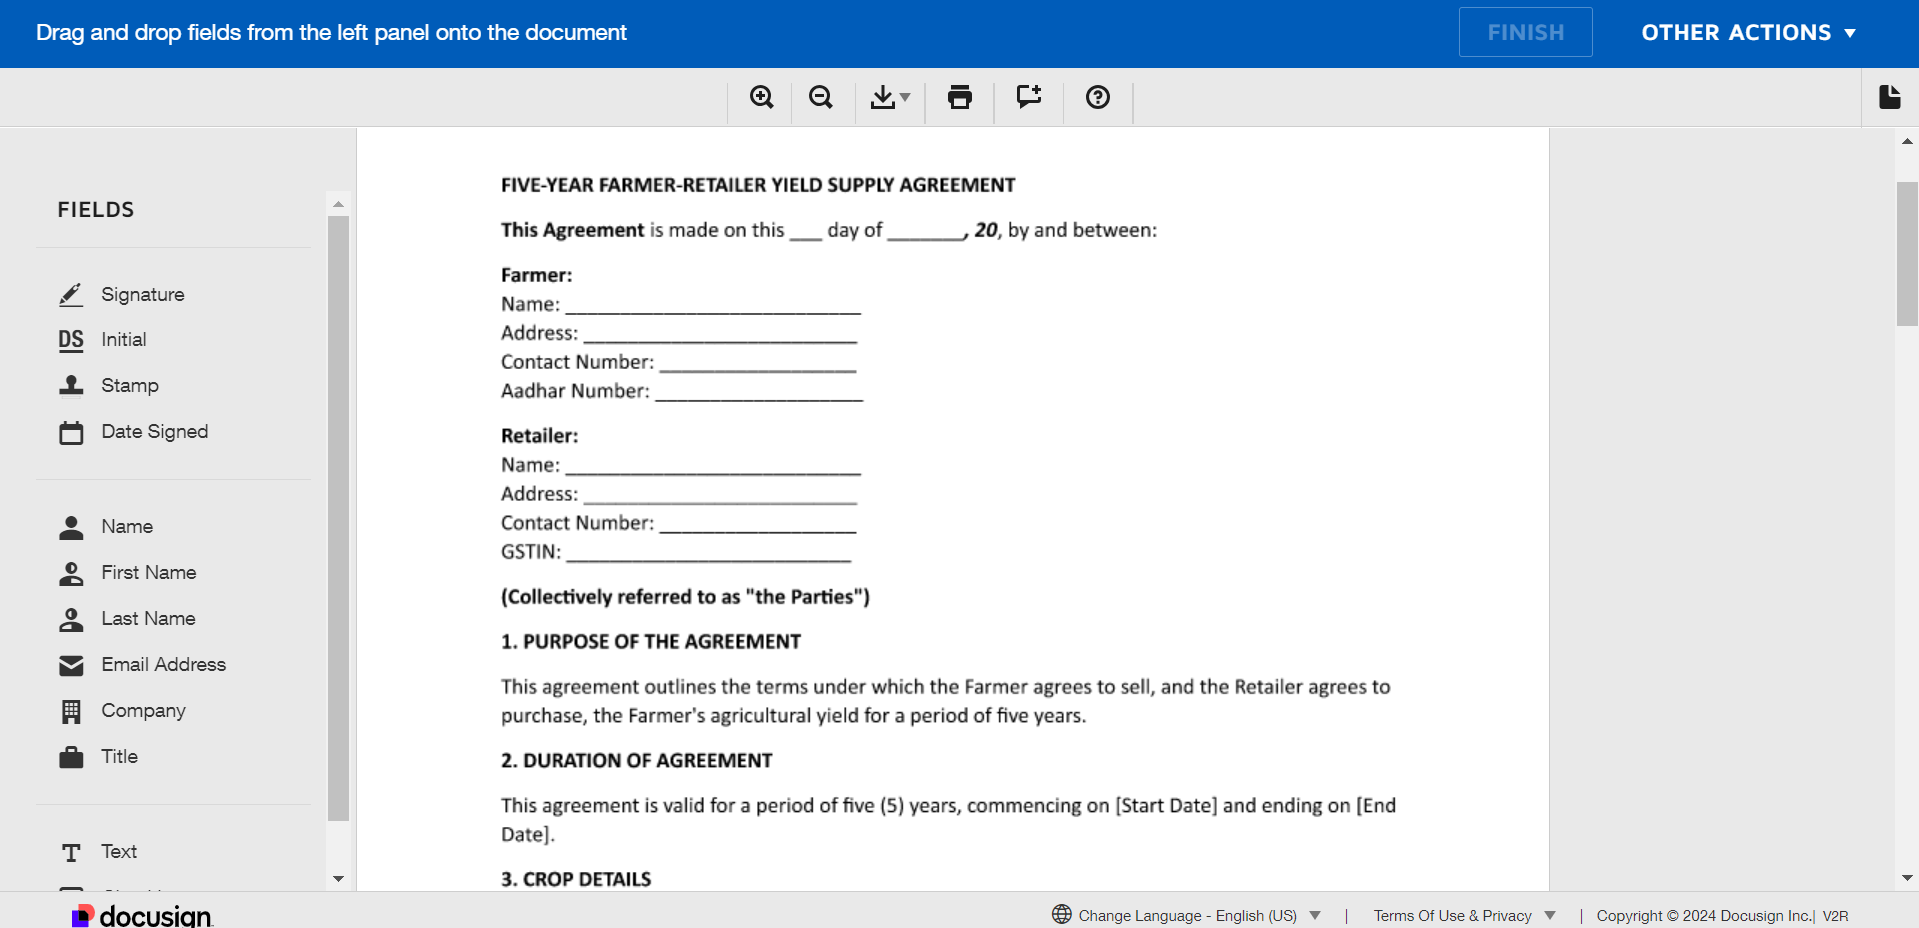 Drag and drop fields from the left panel onto the document
FINISH
OTHER ACTIONS
FIELDS
Signature
DS Initial
Stamp
Date Signed
Name
First Name
Last Name
Email Address
Company
Title
Text
FIVE-YEAR FARMER-RETAILER YIELD SUPPLY AGREEMENT
This Agreement is made on this ___ day of _______, 20, by and between:
Farmer:
Name: ___________________________
Address: _________________________
Contact Number: __________________
Aadhar Number: ___________________
Retailer:
Name: ___________________________
Address: _________________________
Contact Number: __________________
GSTIN: __________________________
(Collectively referred to as "the Parties")
1. PURPOSE OF THE AGREEMENT
This agreement outlines the terms under which the Farmer agrees to sell, and the Retailer agrees to
purchase, the Farmer's agricultural yield for a period of five years.
2. DURATION OF AGREEMENT
This agreement is valid for a period of five (5) years, commencing on [Start Date] and ending on [End
Date].
3. CROP DETAILS
docusign
Change Language - English (US) | Terms Of Use & Privacy | Copyright © 2024 Docusign Inc.| V2R